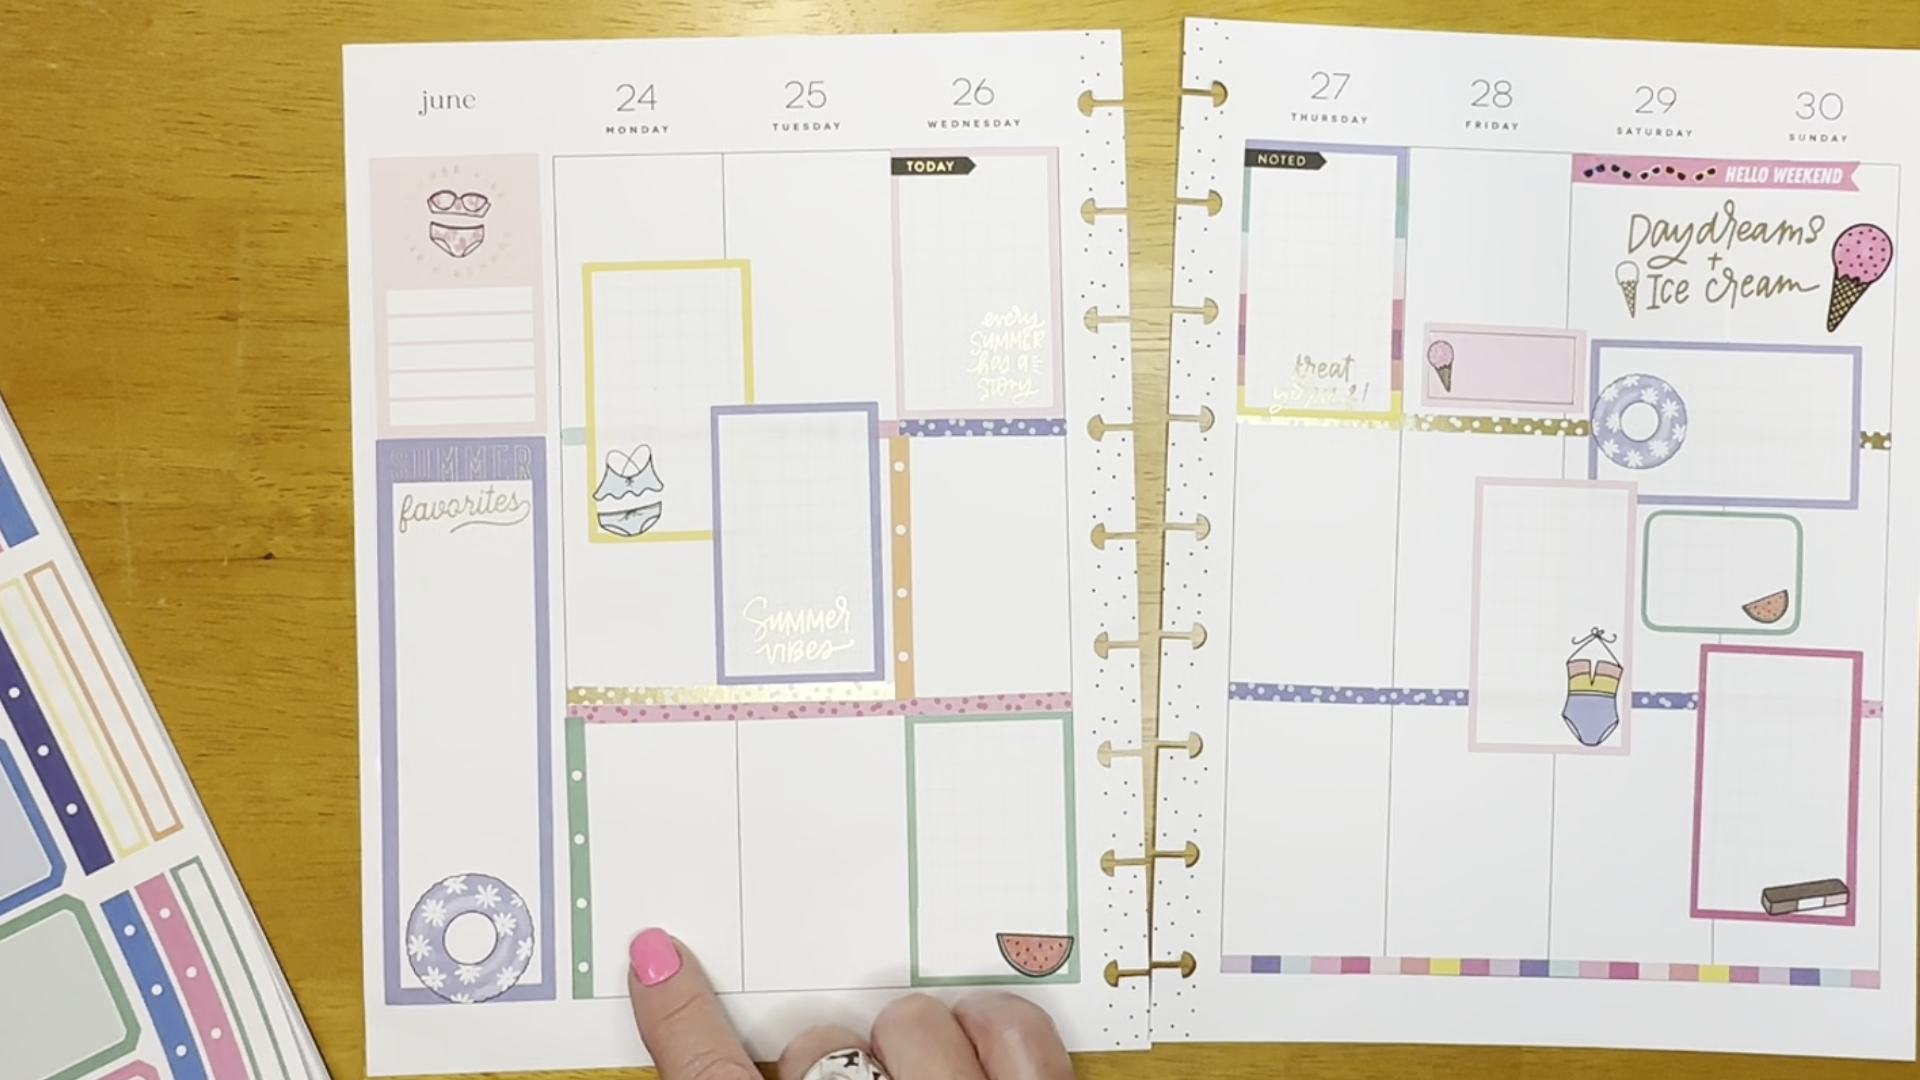 june
24
MONDAY
25
TUESDAY
26
WEDNESDAY
27
THURSDAY
28
FRIDAY
29
SATURDAY
30
SUNDAY
TODAY
every
SUMMER
has a
story
SUMMER
favorites
Summer
VIBES
NOTED
treat
HELLO WEEKEND
Daydreams
+
Ice cream